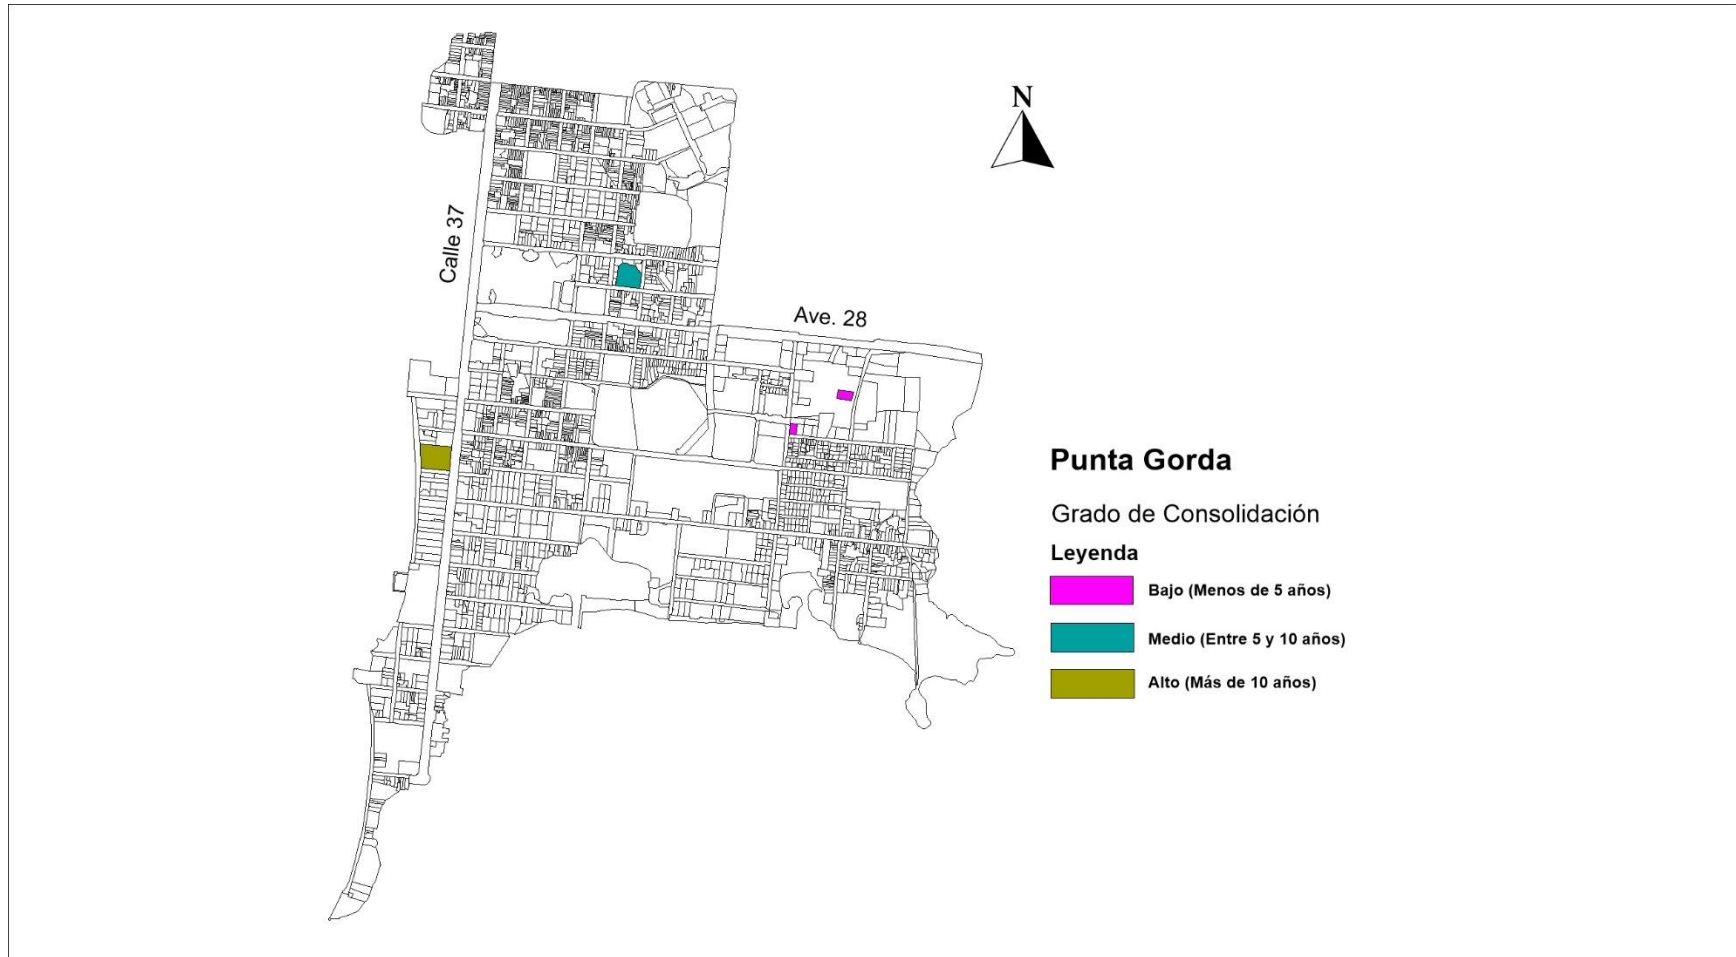 N
Calle 37
Ave. 28
Punta Gorda
Grado de Consolidación
Leyenda
Bajo (Menos de 5 años)
Medio (Entre 5 y 10 años)
Alto (Más de 10 años)